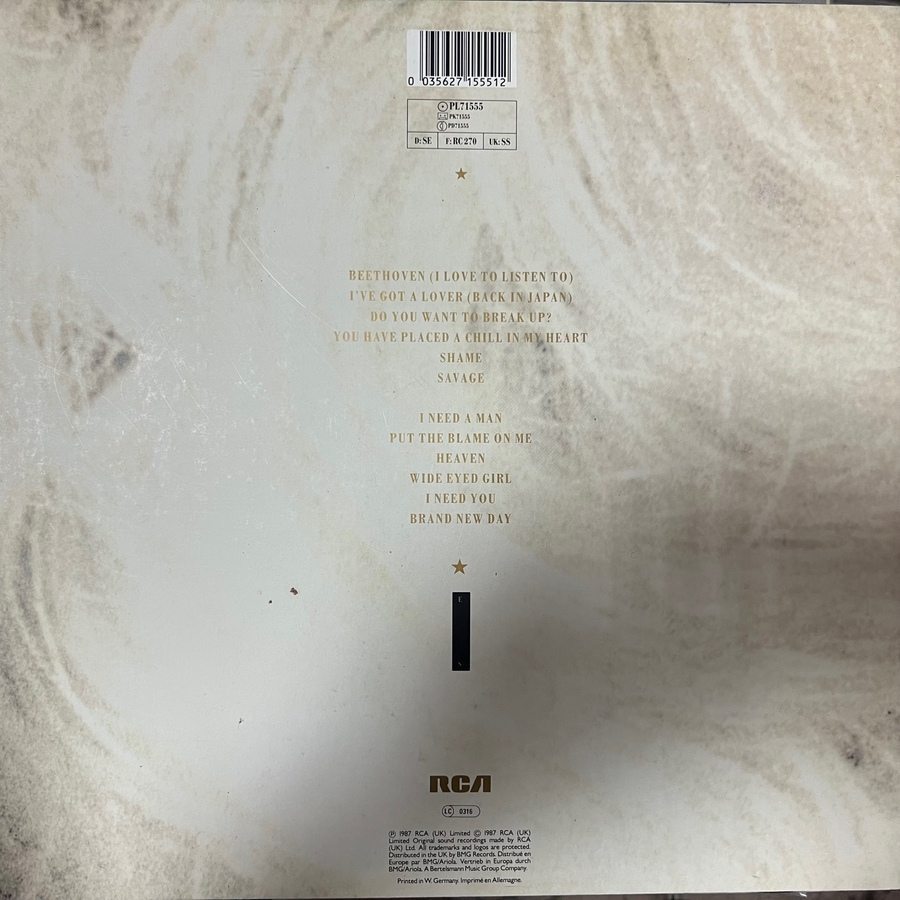 0 035627 155512
PL71555
PK71555
PD71555
D: SE F: RC 270 UK: SS
BEETHOVEN (I LOVE TO LISTEN TO)
I'VE GOT A LOVER (BACK IN JAPAN)
DO YOU WANT TO BREAK UP?
YOU HAVE PLACED A CHILL IN MY HEART
SHAME
SAVAGE
I NEED A MAN
PUT THE BLAME ON ME
HEAVEN
WIDE EYED GIRL
I NEED YOU
BRAND NEW DAY
E
RCA
LC 0316
Ⓟ 1987 RCA (UK) Limited © 1987 RCA (UK)
Limited Original sound recordings made by RCA
(UK) Ltd. All trademarks and logos are protected.
Distributed in the UK by BMG Records. Distribué en
Europe par BMG/Ariola. Vertrieb in Europa durch
BMG/Ariola, A Bertelsmann Music Group Company.
Printed in W. Germany. Imprimé en Allemagne.